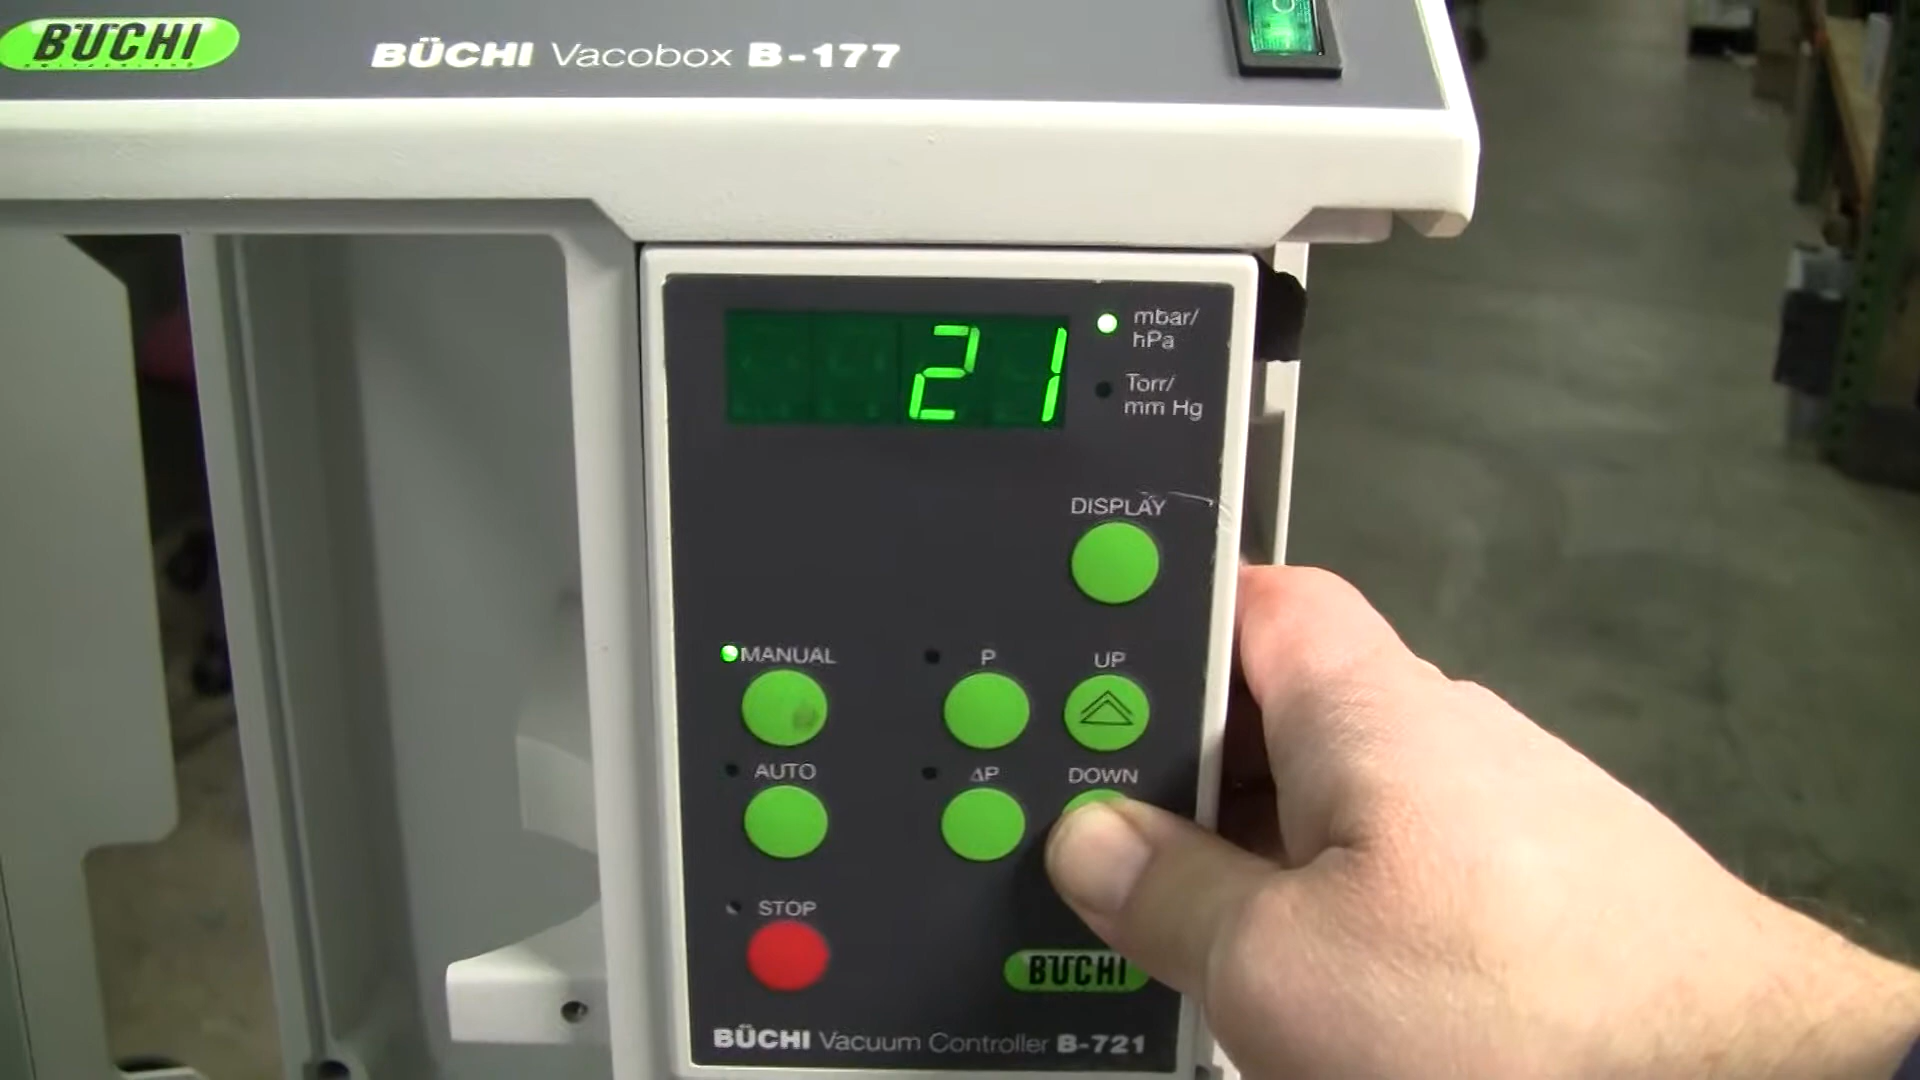 BÜCHI
SWITZERLAND
BÜCHI Vacobox B-177
21
mbar/
hPa
Torr/
mm Hg
DISPLAY
MANUAL
P
UP
AUTO
ΔP
DOWN
STOP
BÜCHI
BÜCHI Vacuum Controller B-721